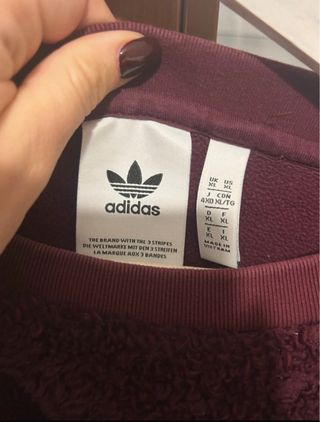 adidas
THE BRAND WITH THE 3 STRIPES
DIE WELTMARKE MIT DEN 3 STREIFEN
LA MARQUE AUX 3 BANDES
UK US
XL XL
J CDN
4XO XL/TG
D F
XL XL
E I
XL XL
MADE IN
VIETNAM